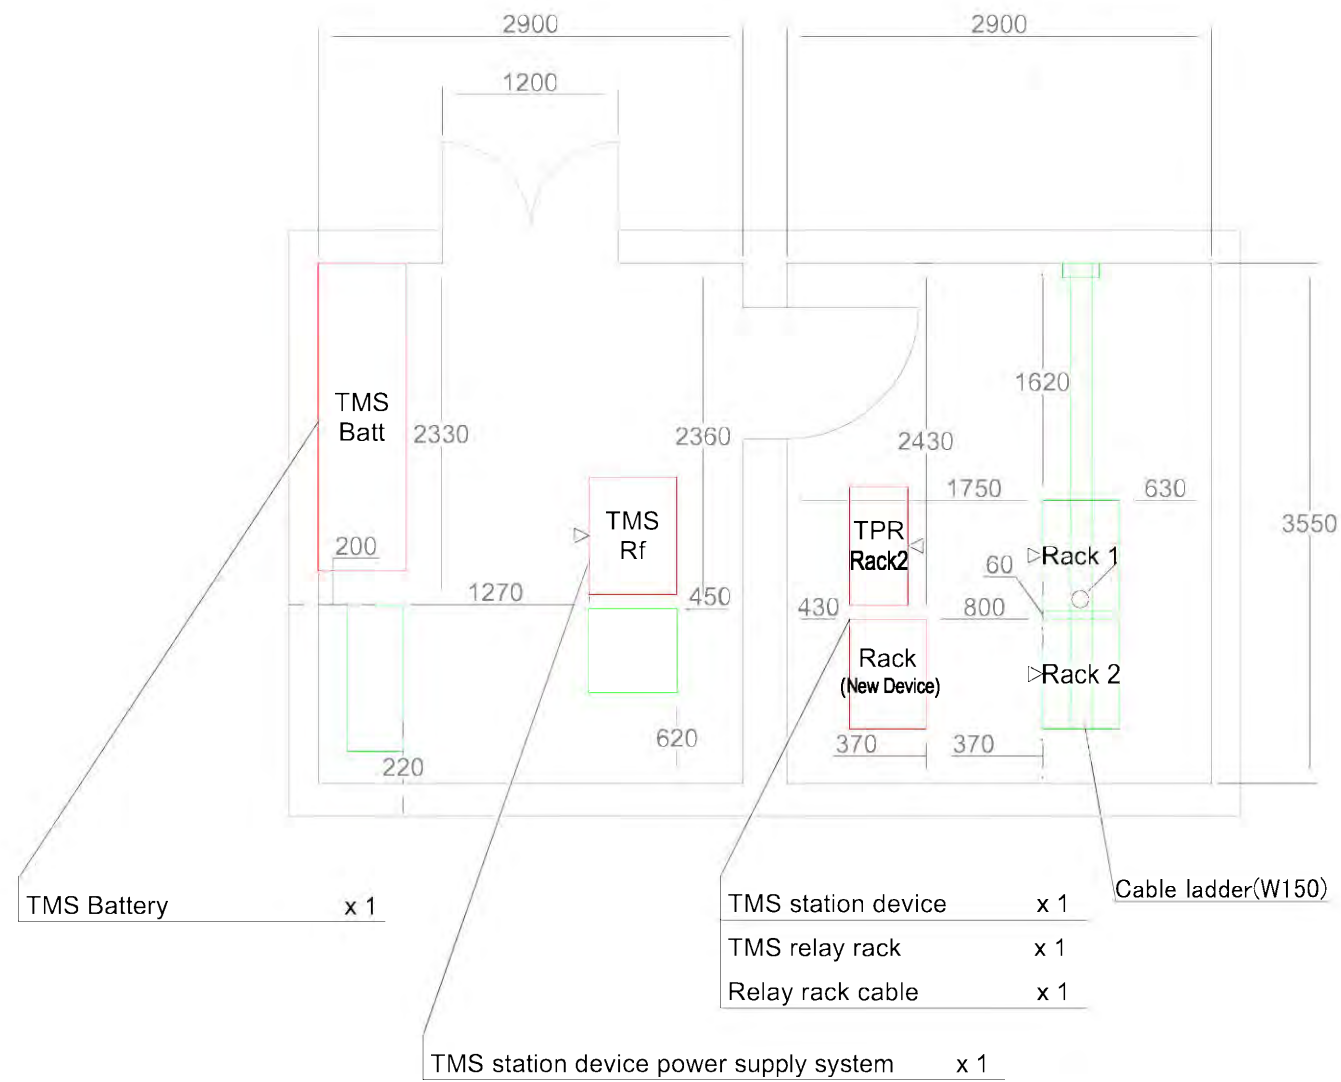 2900
2900
1200
1620
TMS
Batt
2330
2360
2430
1750
630
TMS
Rf
TPR
Rack2
3550
200
Rack 1
60
1270
450
430
800
Rack
(New Device)
Rack 2
620
370
370
220
Cable ladder(W150)
TMS Battery x 1
TMS station device x 1
TMS relay rack x 1
Relay rack cable x 1
TMS station device power supply system x 1